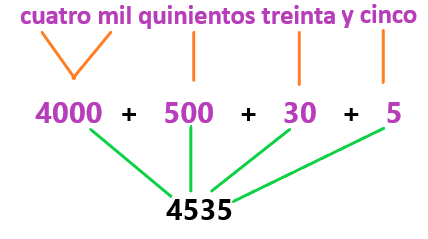 cuatro mil quinientos treinta y cinco
4000 + 500 + 30 + 5
4535